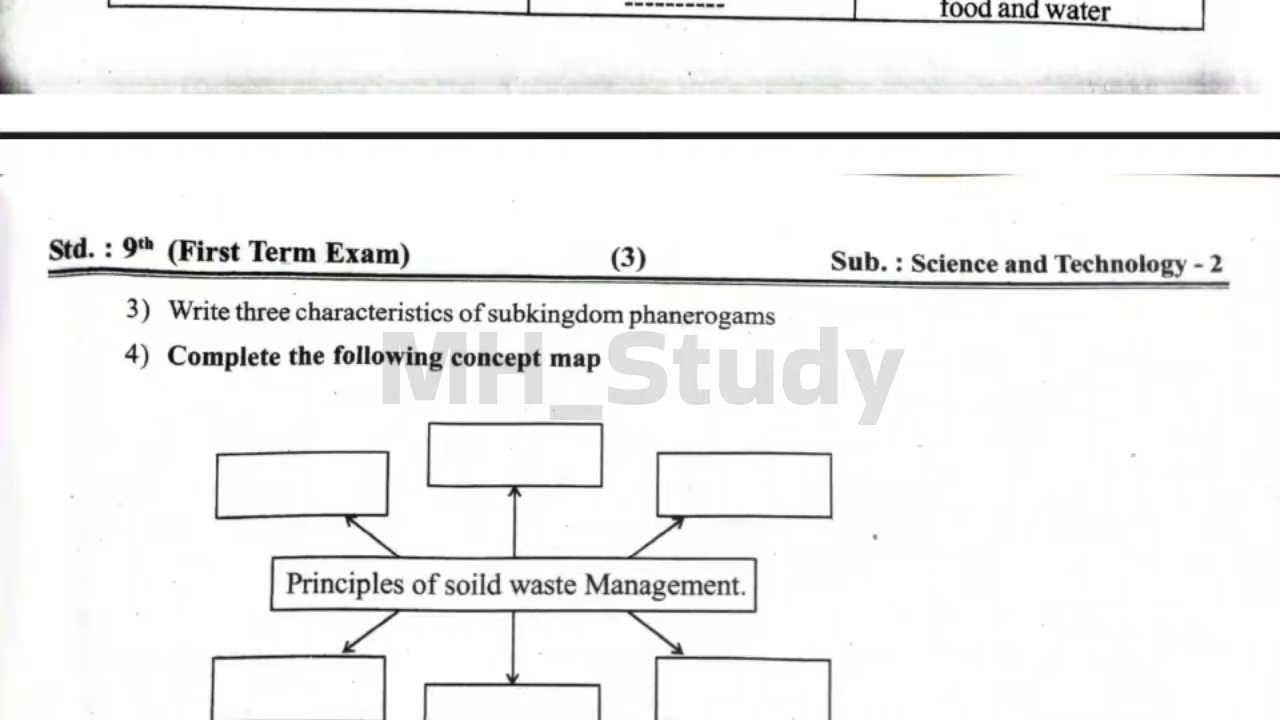 food and water
Std. : 9th (First Term Exam) (3) Sub. : Science and Technology - 2
3) Write three characteristics of subkingdom phanerogams
4) Complete the following concept map
MH_Study
Principles of soild waste Management.